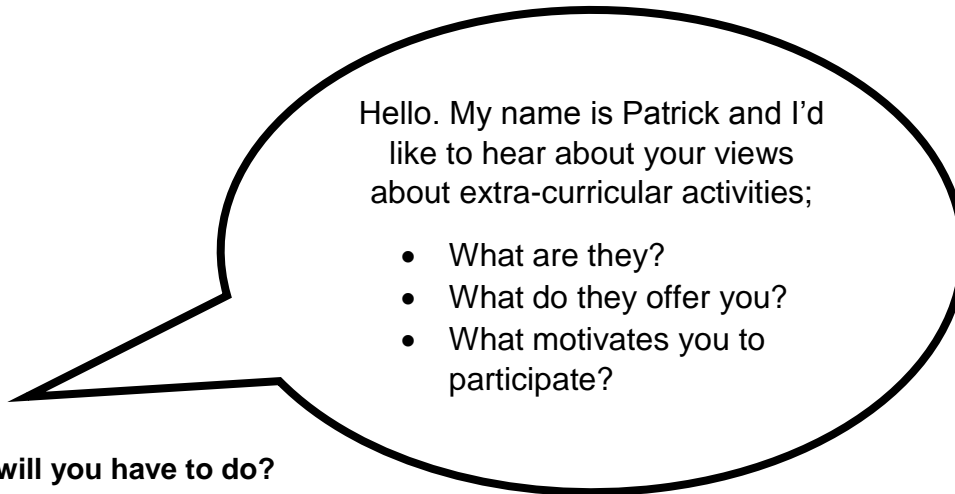 Hello. My name is Patrick and I’d
like to hear about your views
about extra-curricular activities;
• What are they?
• What do they offer you?
• What motivates you to
participate?
will you have to do?